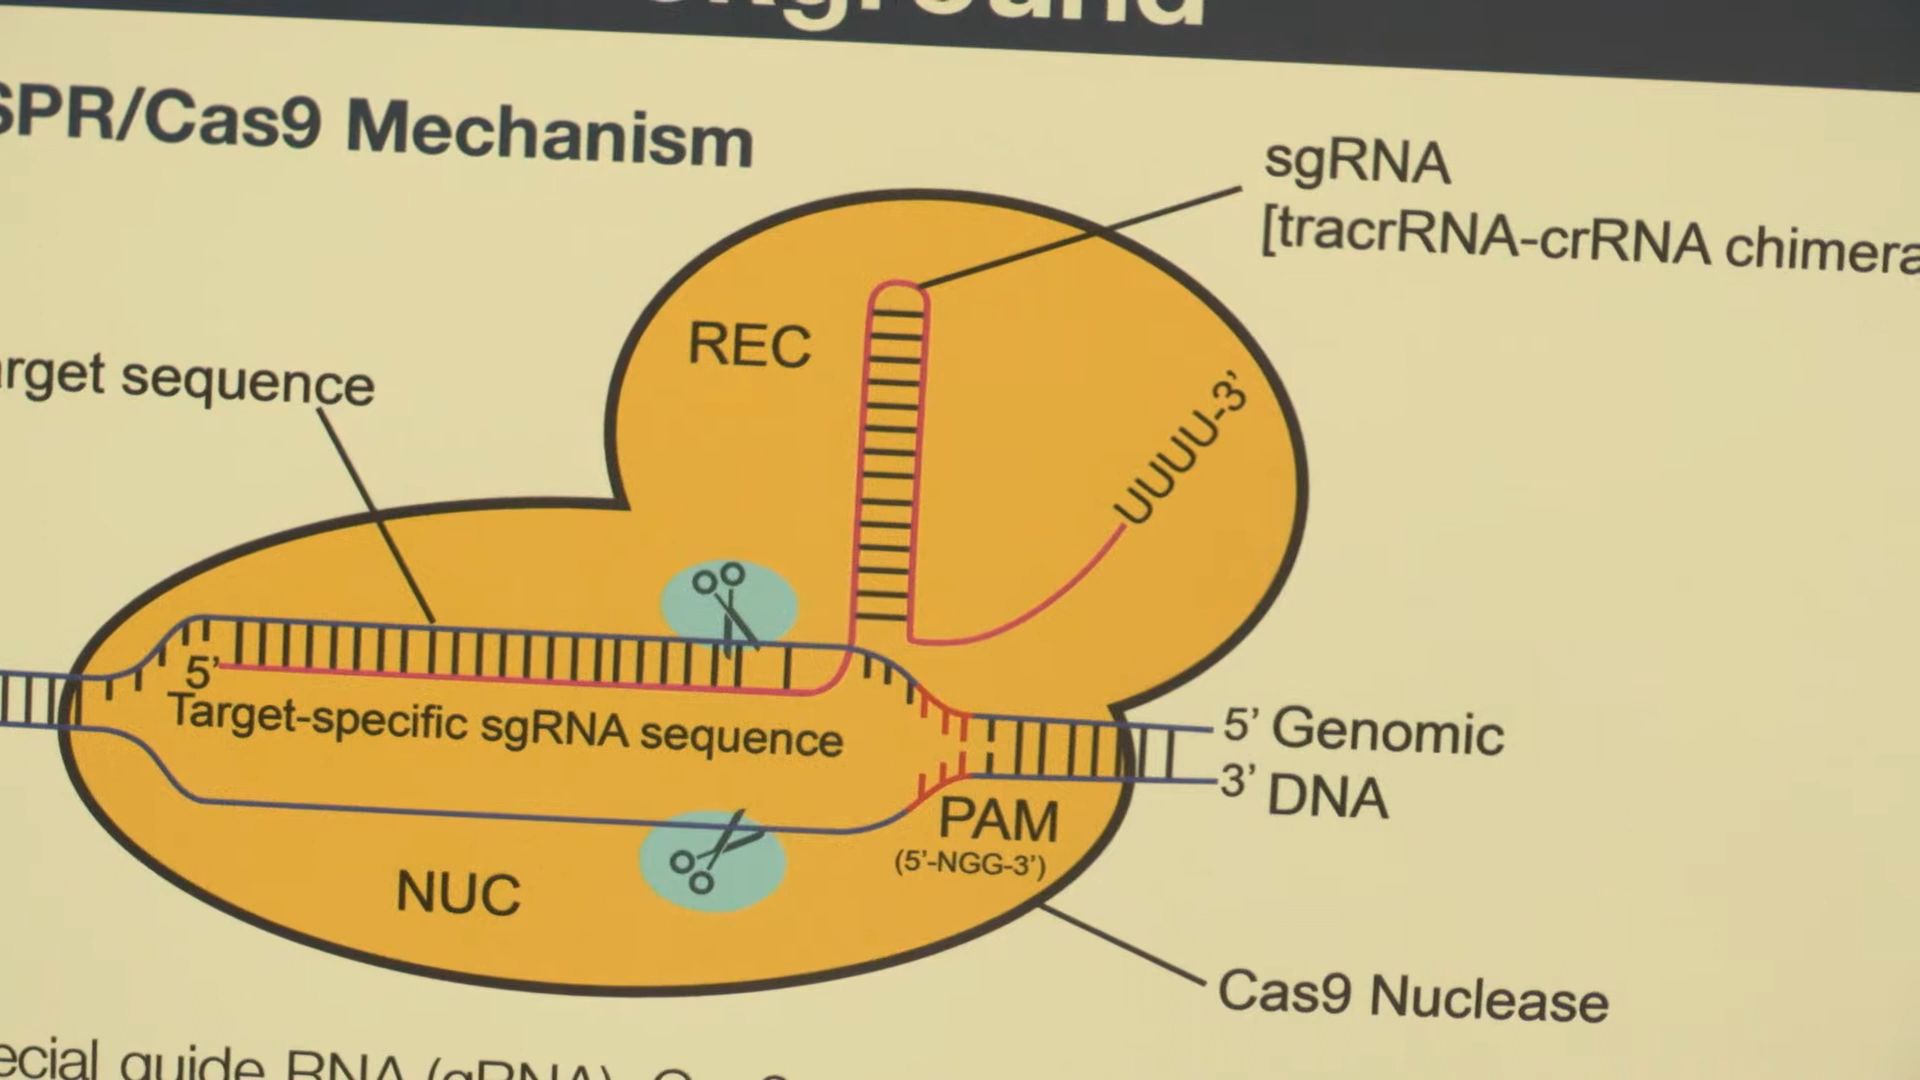 SPR/Cas9 Mechanism
sgRNA
[tracrRNA-crRNA chimera
REC
rget sequence
UUUU-3’
5’
Target-specific sgRNA sequence
5’ Genomic
3’ DNA
PAM
(5’-NGG-3’)
NUC
Cas9 Nuclease
ecial guide RNA (gRNA)